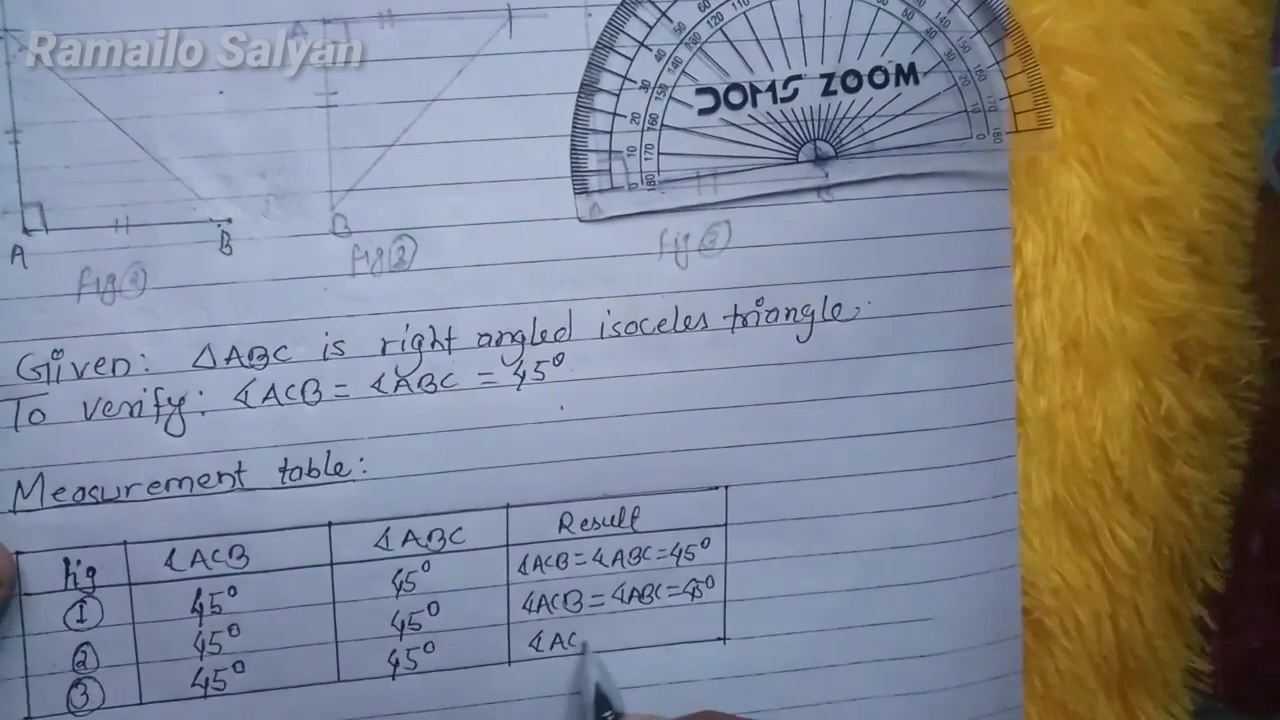 Ramailo Salyan
A
B
A
B
fig ①
fig ②
fig ③
DOMS ZOOM
Given: △ABC is right angled isoceles triangle.
To verify: ∡ACB = ∡ABC = 45°
Measurement table:
fig ∡ACB ∡ABC Result
① 45° 45° ∡ACB = ∡ABC = 45°
② 45° 45° ∡ACB = ∡ABC = 45°
③ 45° 45° ∡AC